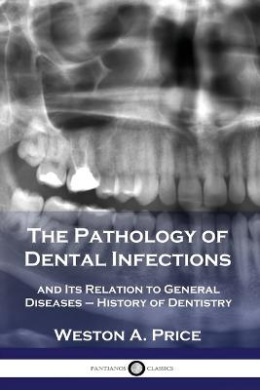 The Pathology of
Dental Infections
and Its Relation to General
Diseases – History of Dentistry
Weston A. Price
Pantianos Classics